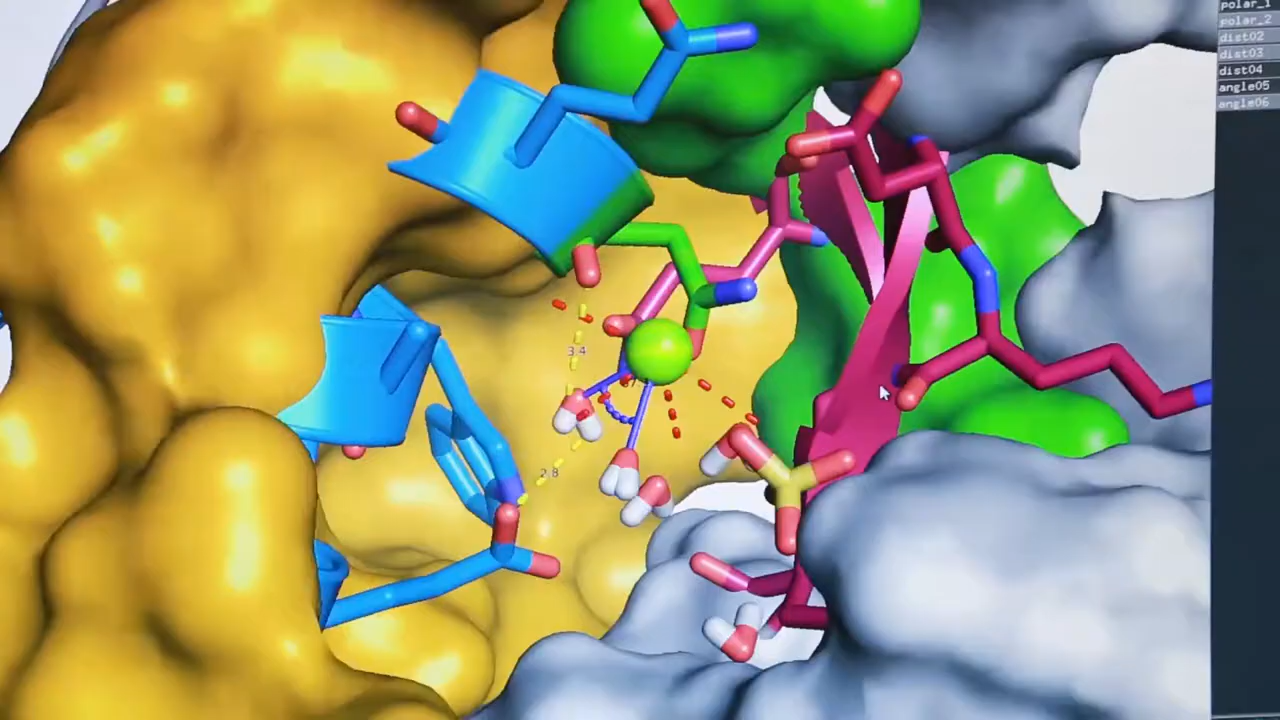 polar_1
polar_2
dist02
dist03
dist04
angle05
angle06
3.4
2.8